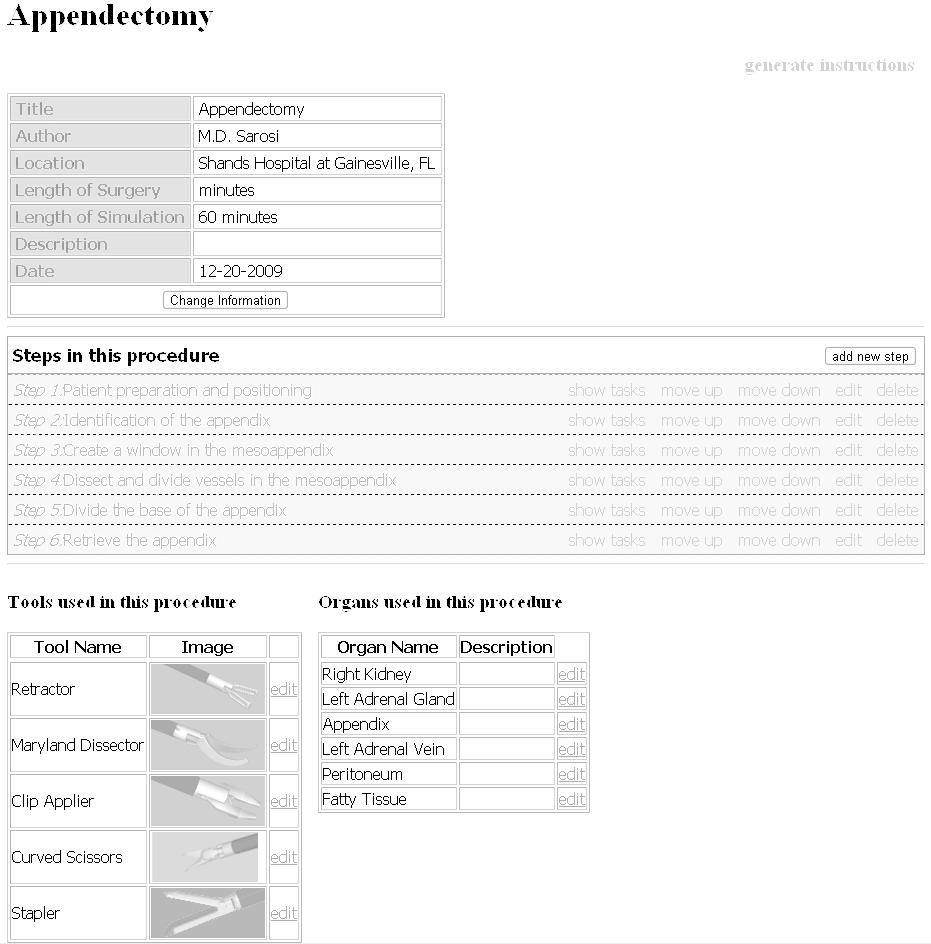 Appendectomy
generate instructions
Title Appendectomy
Author M.D. Sarosi
Location Shands Hospital at Gainesville, FL
Length of Surgery minutes
Length of Simulation 60 minutes
Description
Date 12-20-2009
Change Information
Steps in this procedure add new step
Step 1.Patient preparation and positioning show tasks move up move down edit delete
Step 2.Identification of the appendix show tasks move up move down edit delete
Step 3.Create a window in the mesoappendix show tasks move up move down edit delete
Step 4.Dissect and divide vessels in the mesoappendix show tasks move up move down edit delete
Step 5.Divide the base of the appendix show tasks move up move down edit delete
Step 6.Retrieve the appendix show tasks move up move down edit delete
Tools used in this procedure
Tool Name Image
Retractor edit
Maryland Dissector edit
Clip Applier edit
Curved Scissors edit
Stapler edit
Organs used in this procedure
Organ Name Description
Right Kidney edit
Left Adrenal Gland edit
Appendix edit
Left Adrenal Vein edit
Peritoneum edit
Fatty Tissue edit